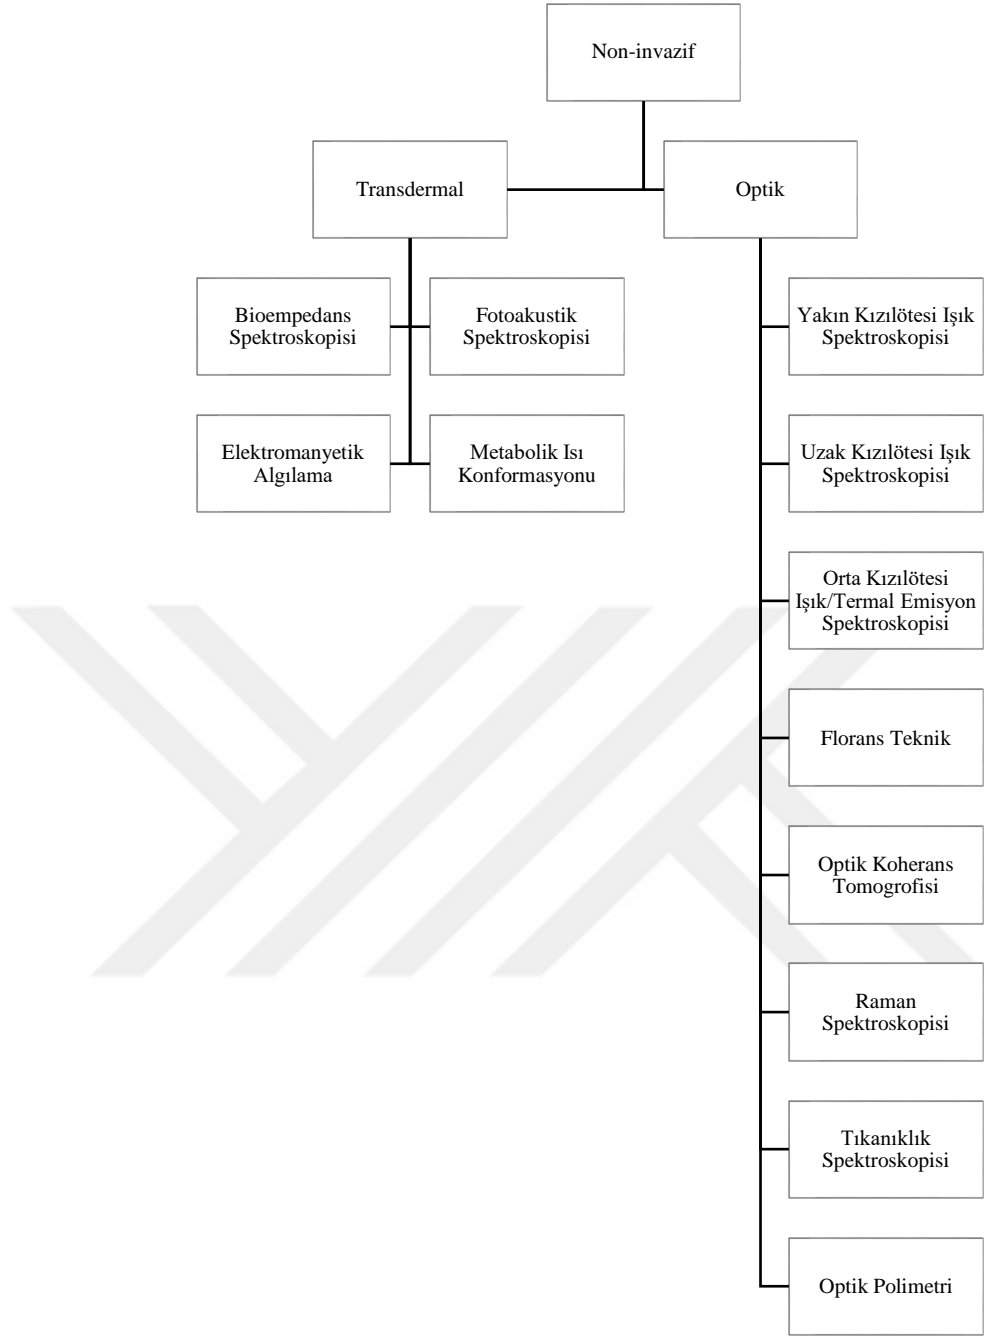 Non-invazif
Transdermal
Optik
Bioempedans
Spektroskopisi
Fotoakustik
Spektroskopisi
Elektromanyetik
Algılama
Metabolik Isı
Konformasyonu
Yakın Kızılötesi Işık
Spektroskopisi
Uzak Kızılötesi Işık
Spektroskopisi
Orta Kızılötesi
Işık/Termal Emisyon
Spektroskopisi
Florans Teknik
Optik Koherans
Tomogrofisi
Raman
Spektroskopisi
Tıkanıklık
Spektroskopisi
Optik Polimetri